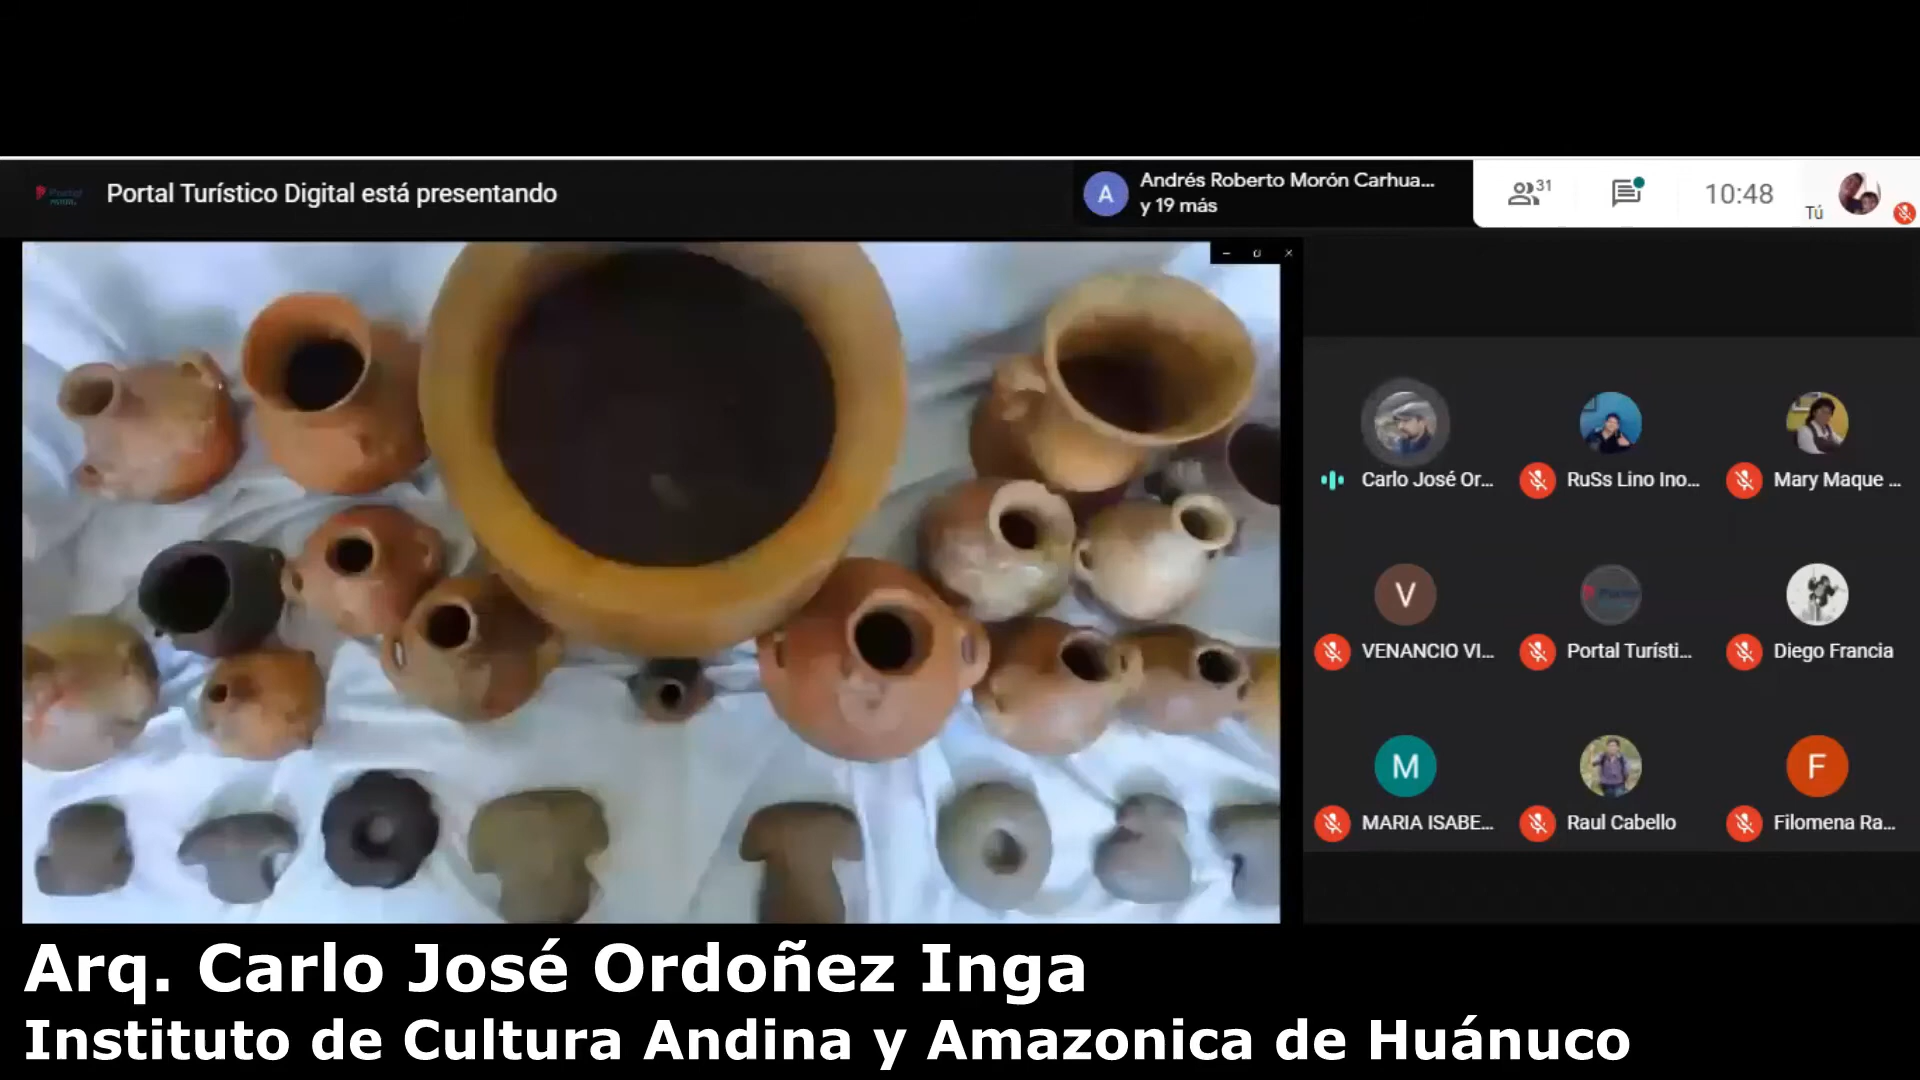 Portal Turístico Digital está presentando
A
Andrés Roberto Morón Carhua...
y 19 más
31
10:48
Tú
Carlo José Or...
RuSs Lino Ino...
Mary Maque ...
V
VENANCIO VI...
Portal Turísti...
Diego Francia
M
MARIA ISABE...
Raul Cabello
F
Filomena Ra...
Arq. Carlo José Ordoñez Inga
Instituto de Cultura Andina y Amazonica de Huánuco